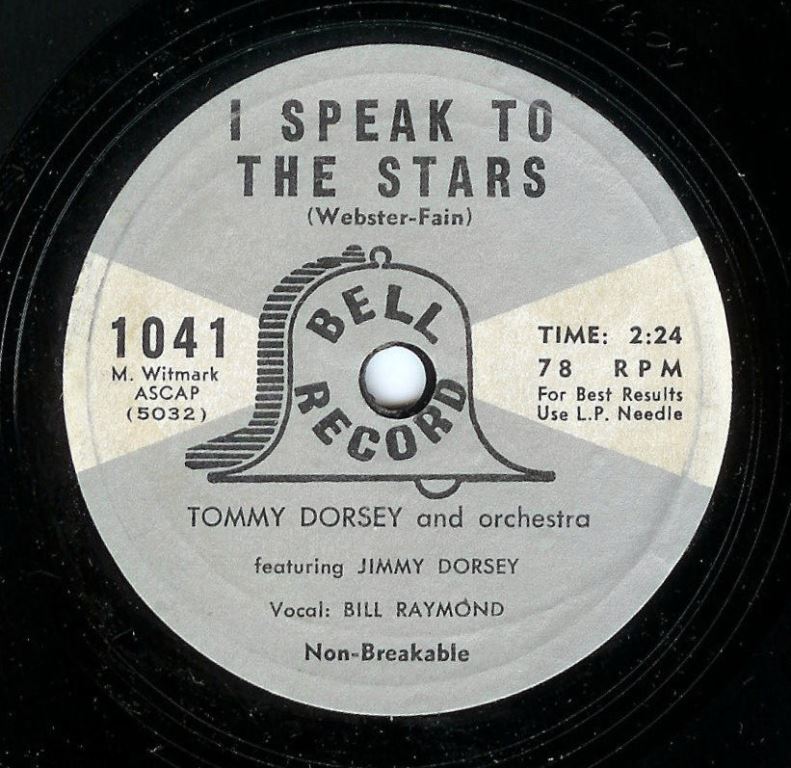 I SPEAK TO
THE STARS
(Webster-Fain)
BELL
RECORD
1041
M. Witmark
ASCAP
(5032)
TIME: 2:24
78 RPM
For Best Results
Use L.P. Needle
TOMMY DORSEY and orchestra
featuring JIMMY DORSEY
Vocal: BILL RAYMOND
Non-Breakable